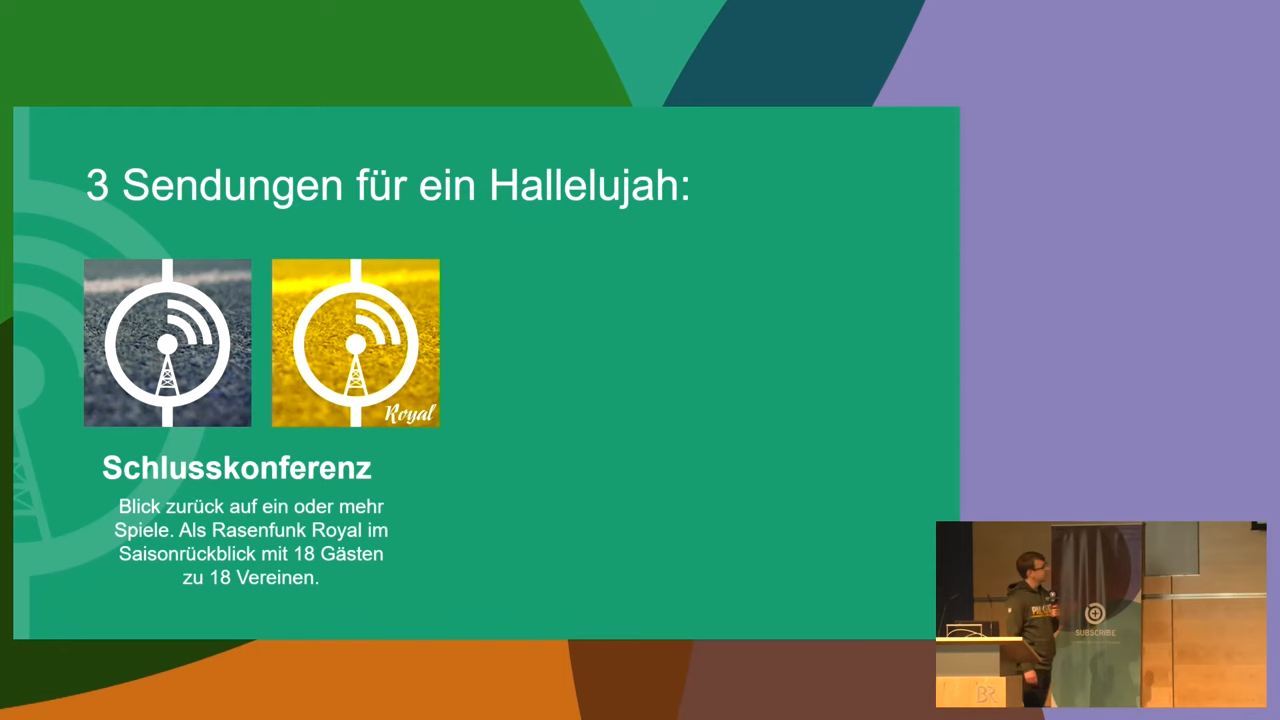 3 Sendungen für ein Hallelujah:
Royal
Schlusskonferenz
Blick zurück auf ein oder mehr
Spiele. Als Rasenfunk Royal im
Saisonrückblick mit 18 Gästen
zu 18 Vereinen.
SUBSCRIBE
BR